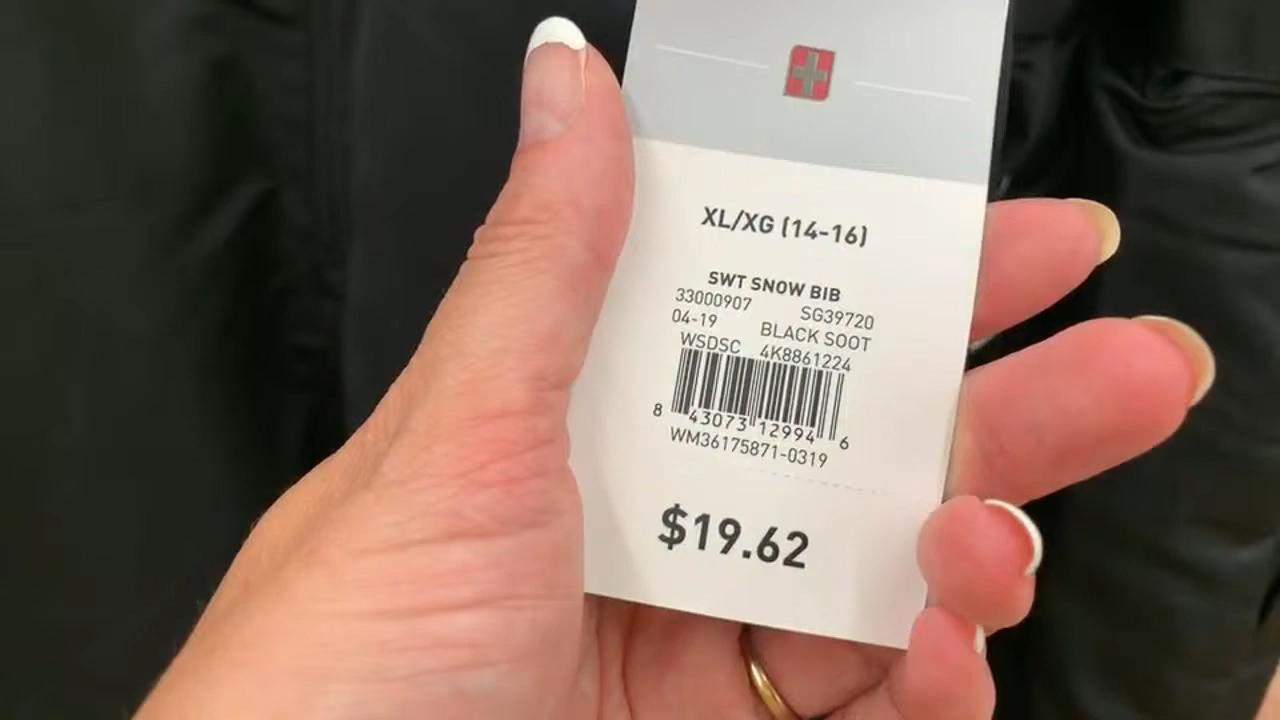 XL/XG (14-16)
SWT SNOW BIB
33000907 SG39720
04-19 BLACK SOOT
WSDSC 4K8861224
8 43073 12994 6
WM36175871-0319
$19.62